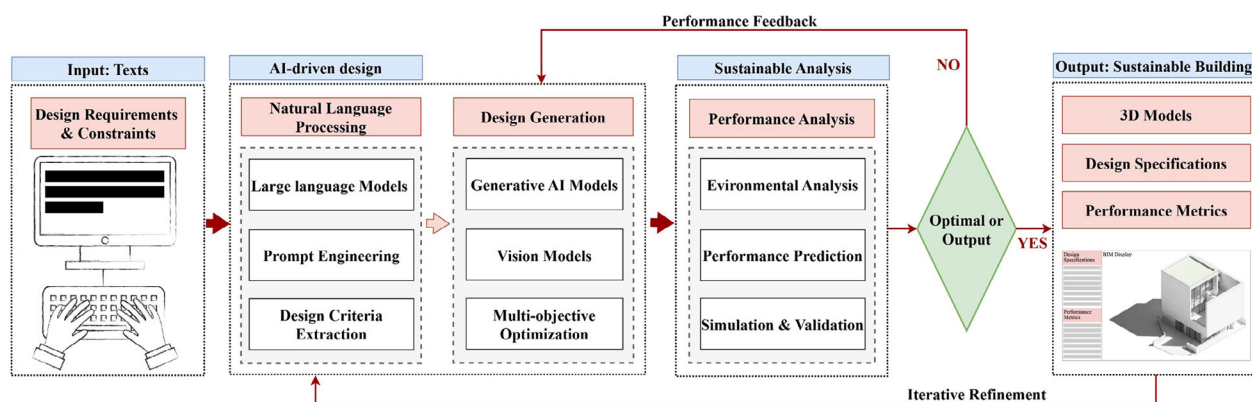 Performance Feedback
Input: Texts
AI-driven design
Sustainable Analysis
NO
Output: Sustainable Building
Design Requirements
& Constraints
Natural Language
Processing
Design Generation
Performance Analysis
3D Models
Large language Models
Generative AI Models
Evironmental Analysis
Design Specifications
Performance Metrics
Optimal or
Output
YES
Prompt Engineering
Vision Models
Performance Prediction
Design
Specifications
BIM Display
Design Criteria
Extraction
Multi-objective
Optimization
Simulation & Validation
Performance
Metrics
Iterative Refinement